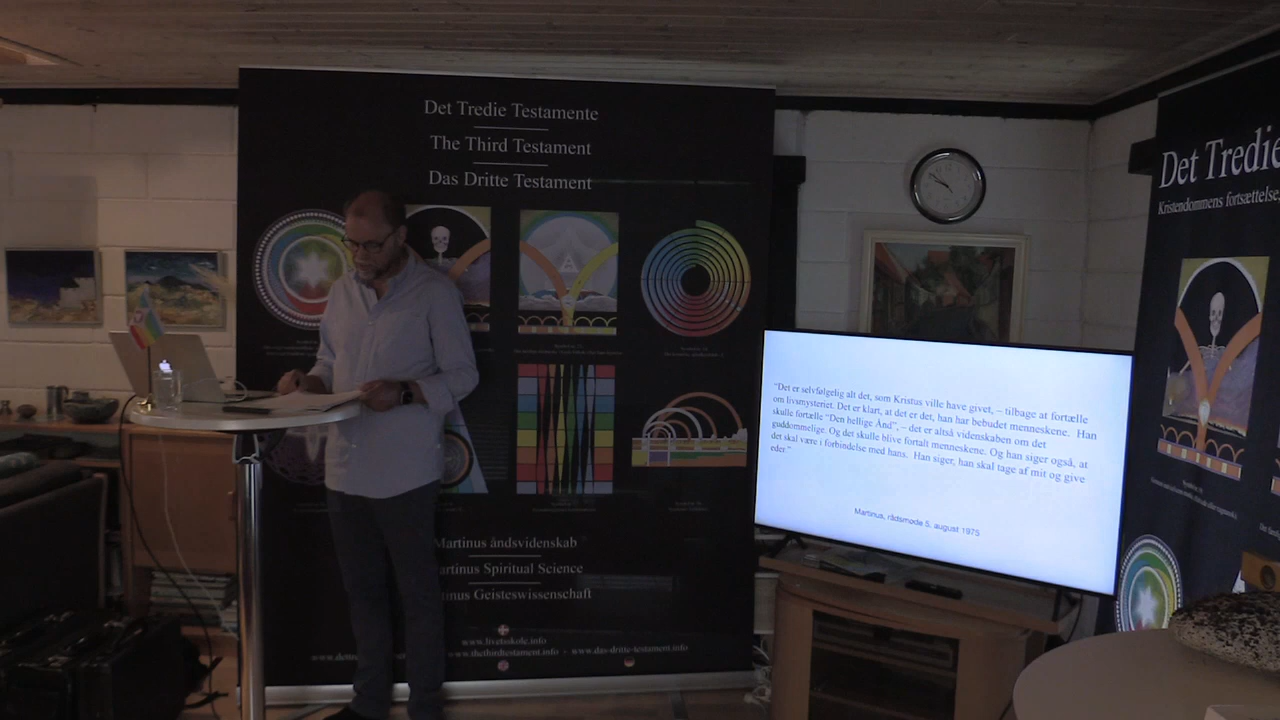 Det Tredie Testamente
The Third Testament
Das Dritte Testament
Martinus åndsvidenskab
Martinus Spiritual Science
tinus Geisteswissenschaft
www.livetsskole.info
www.thethirdtestament.info - www.das-dritte-testament.info
"Det er selvfølgelig alt det, som Kristus ville have givet, – tilbage at fortælle
om livsmysteriet. Det er klart, at det er det, han har bebudet menneskene. Han
skulle fortælle "Den hellige Ånd", – det er altså videnskaben om det
guddommelige. Og det skulle blive fortalt menneskene. Og han siger også, at
det skal være i forbindelse med hans. Han siger, han skal tage af mit og give
eder."
Martinus, rådsmøde 5, august 1975
Det Tredie
Kristendommens fortsættelse,